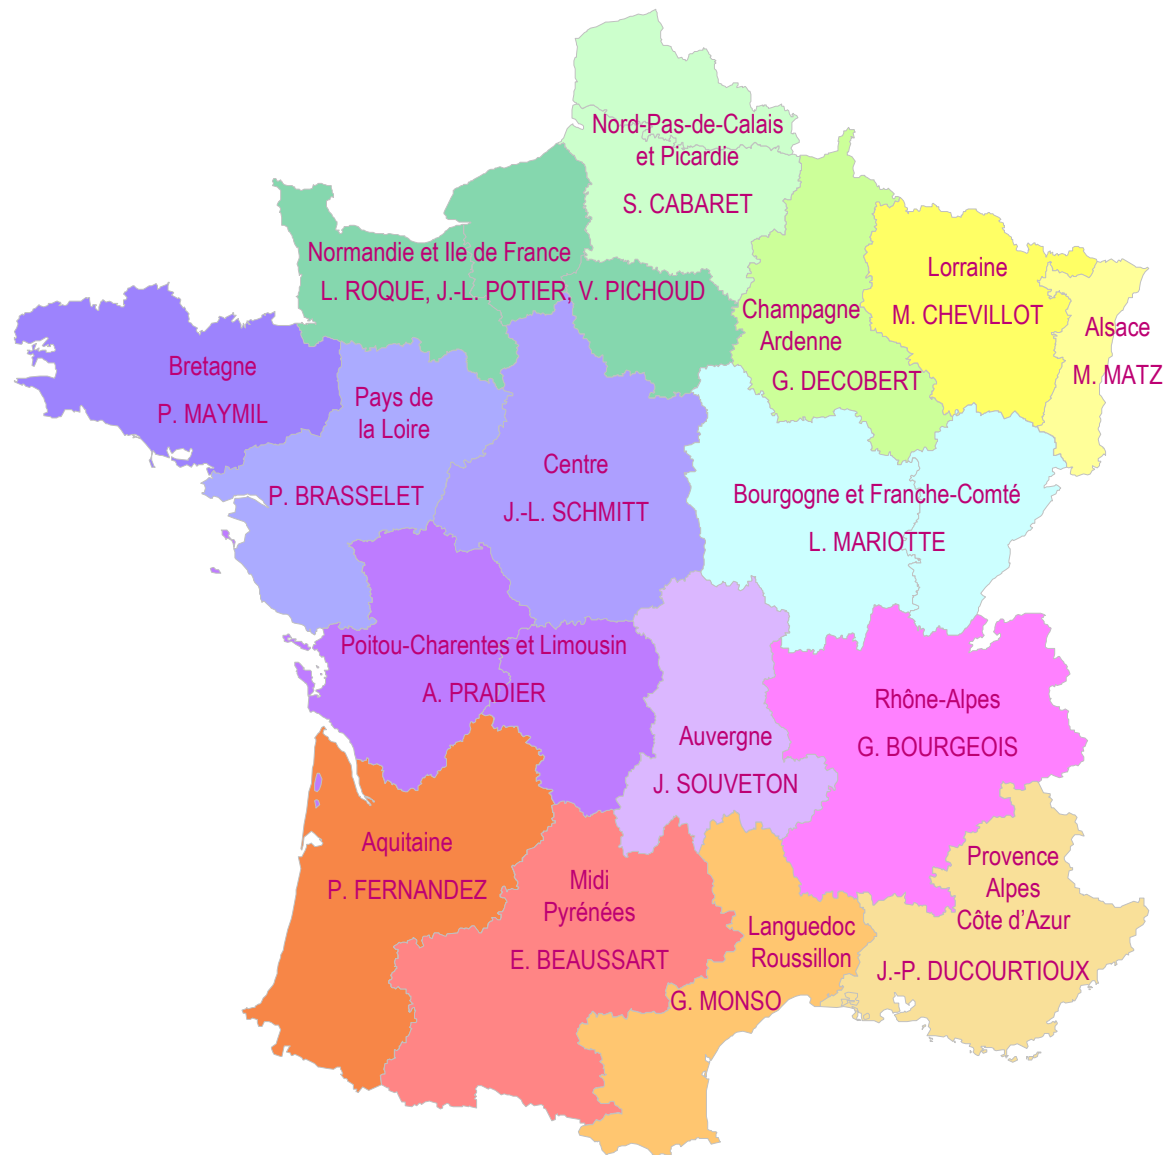 Nord-Pas-de-Calais
et Picardie
S. CABARET
Normandie et Ile de France
L. ROQUE, J.-L. POTIER, V. PICHOUD
Lorraine
M. CHEVILLOT
Champagne
Ardenne
G. DECOBERT
Alsace
M. MATZ
Bretagne
P. MAYMIL
Pays de
la Loire
P. BRASSELET
Centre
J.-L. SCHMITT
Bourgogne et Franche-Comté
L. MARIOTTE
Poitou-Charentes et Limousin
A. PRADIER
Auvergne
J. SOUVETON
Rhône-Alpes
G. BOURGEOIS
Aquitaine
P. FERNANDEZ
Midi
Pyrénées
E. BEAUSSART
Languedoc
Roussillon
G. MONSO
Provence
Alpes
Côte d'Azur
J.-P. DUCOURTIOUX